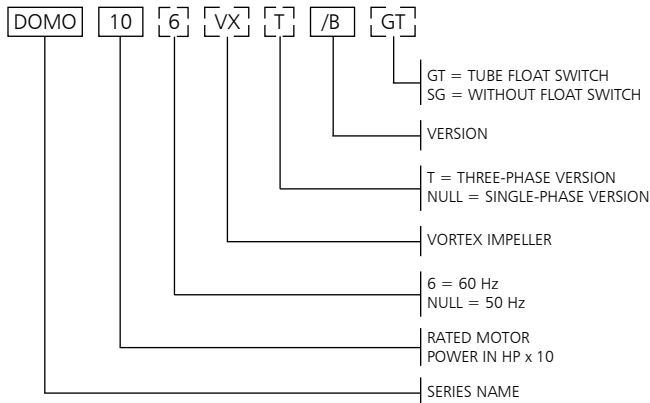 DOMO 10 6 VX T /B GT
GT = TUBE FLOAT SWITCH
SG = WITHOUT FLOAT SWITCH
VERSION
T = THREE-PHASE VERSION
NULL = SINGLE-PHASE VERSION
VORTEX IMPELLER
6 = 60 Hz
NULL = 50 Hz
RATED MOTOR
POWER IN HP x 10
SERIES NAME